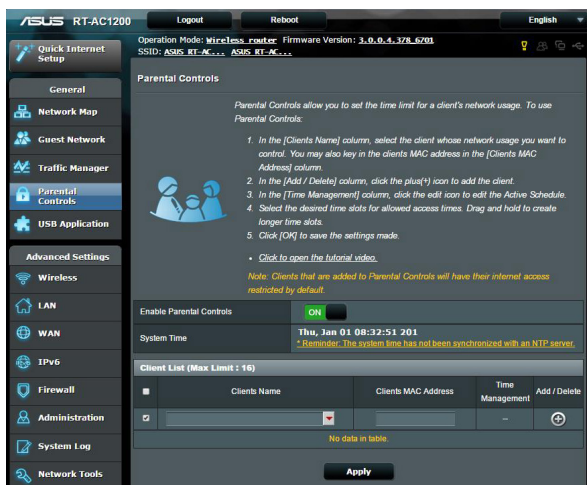 ASUS RT-AC1200 Logout Reboot English
Operation Mode: Wireless router Firmware Version: 3.0.0.4.378_6701
SSID: ASUS RT-AC... ASUS RT-AC...
Quick Internet
Setup
General
Network Map
Guest Network
Traffic Manager
Parental
Controls
USB Application
Advanced Settings
Wireless
LAN
WAN
IPv6
Firewall
Administration
System Log
Network Tools
Parental Controls
Parental Controls allow you to set the time limit for a client's network usage. To use
Parental Controls:
1. In the [Clients Name] column, select the client whose network usage you want to
control. You may also key in the clients MAC address in the [Clients MAC
Address] column.
2. In the [Add / Delete] column, click the plus(+) icon to add the client.
3. In the [Time Management] column, click the edit icon to edit the Active Schedule.
4. Select the desired time slots for allowed access times. Drag and hold to create
longer time slots.
5. Click [OK] to save the settings made.
• Click to open the tutorial video.
Note: Clients that are added to Parental Controls will have their internet access
restricted by default.
Enable Parental Controls ON
System Time Thu, Jan 01 08:32:51 201
* Reminder: The system time has not been synchronized with an NTP server.
Client List (Max Limit : 16)
Clients Name Clients MAC Address Time Management Add / Delete
--
No data in table.
Apply